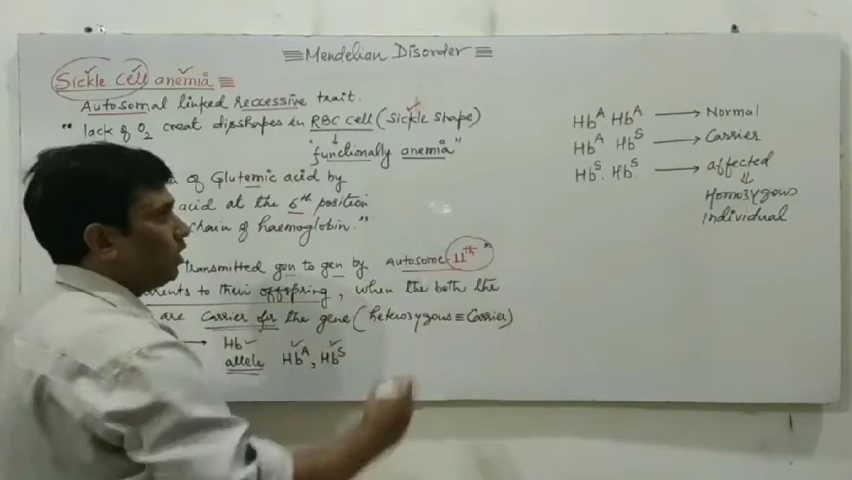 Mendelian Disorder
Sickle cell anemia
Autosomal linked reccessive trait.
"lack of O2 creat dipshapes in RBC cell (Sickle shape)
"functionally anemia"
of Glutemic acid by
acid at the 6th position
chain of haemoglobin."
transmitted gen to gen by Autosome-11th"
arents to their offspring, when the both the
are carrier for the gene (heterozygous ≡ Carrier)
→ Hb
allele HbA, HbS
HbA HbA → Normal
HbA HbS → Carrier
HbS. HbS. → affected
⇓
Homozygous
individual